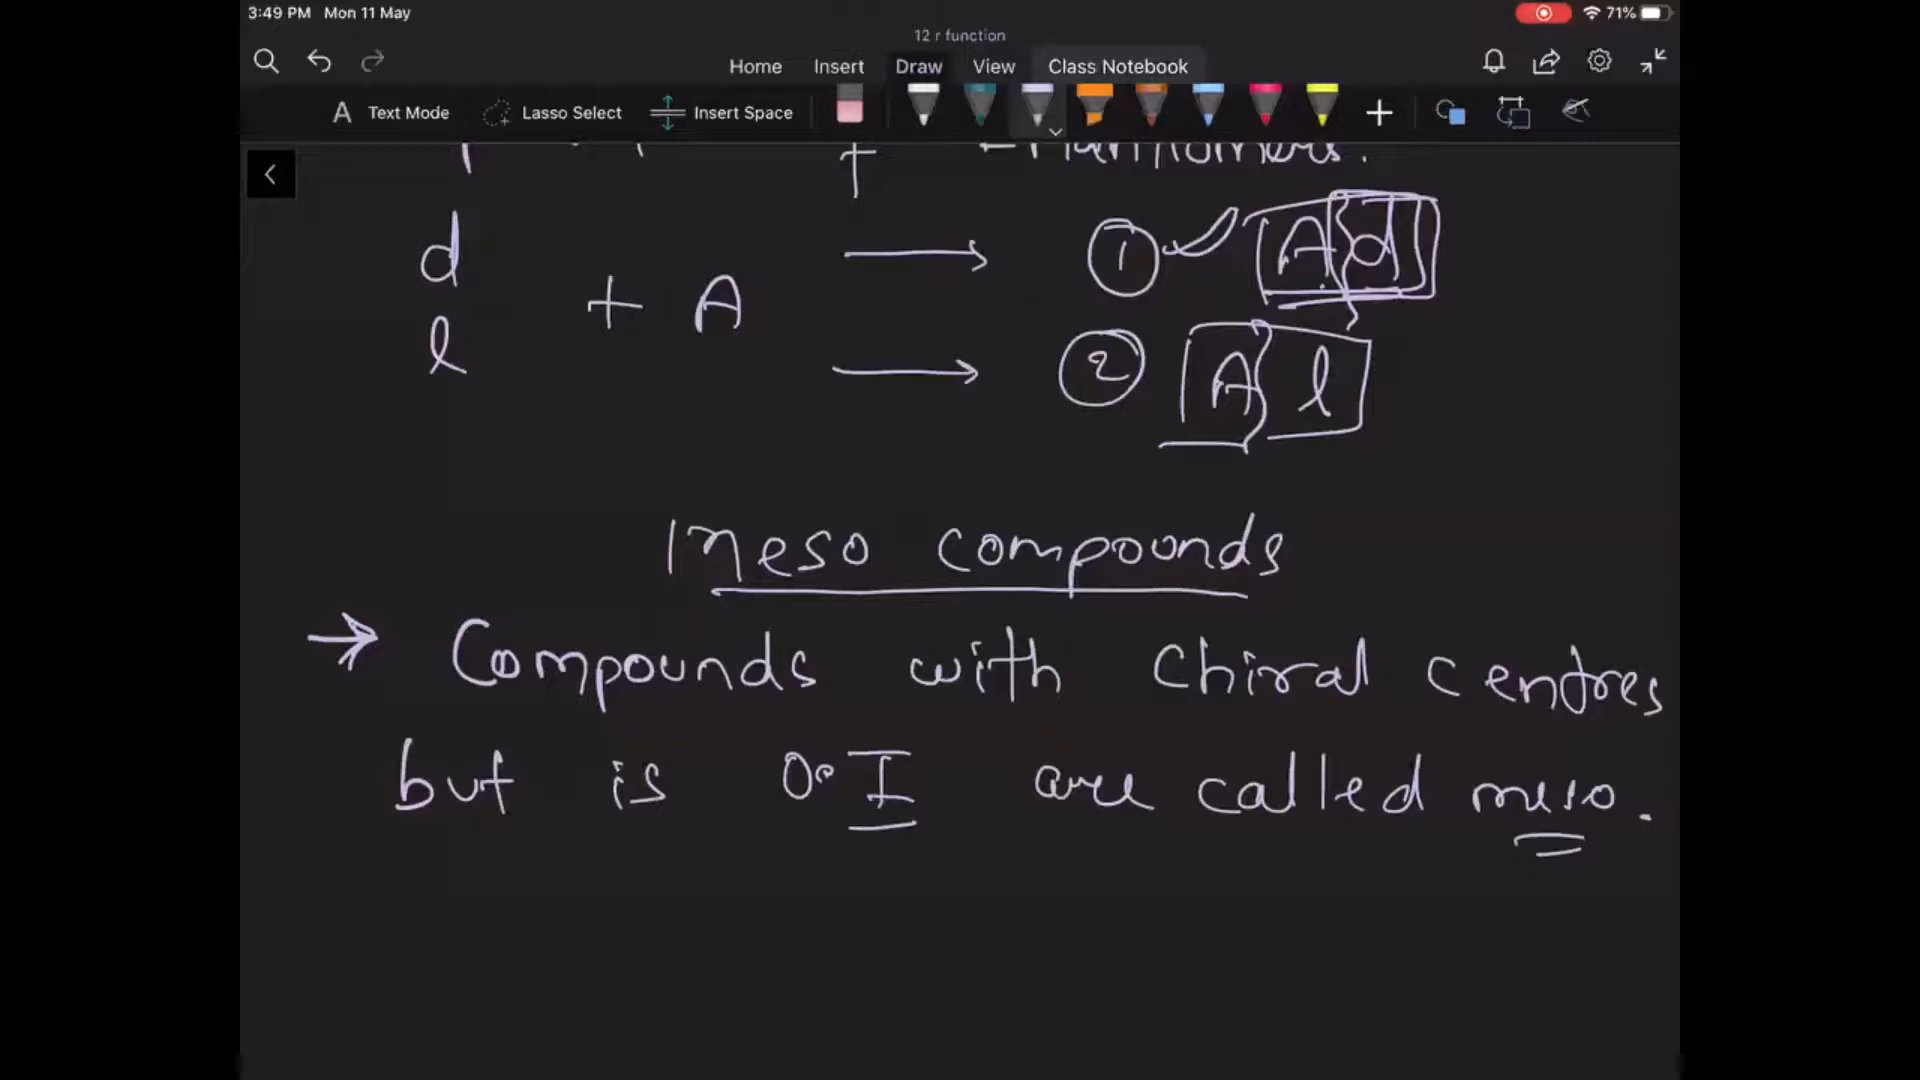 3:49 PM Mon 11 May
71%
12 r function
Home Insert Draw View Class Notebook
A Text Mode Lasso Select Insert Space
d
l
+ A
→ ① A d
→ ② A l
Meso compounds
→ Compounds with chiral centres
but is O.I are called meso.